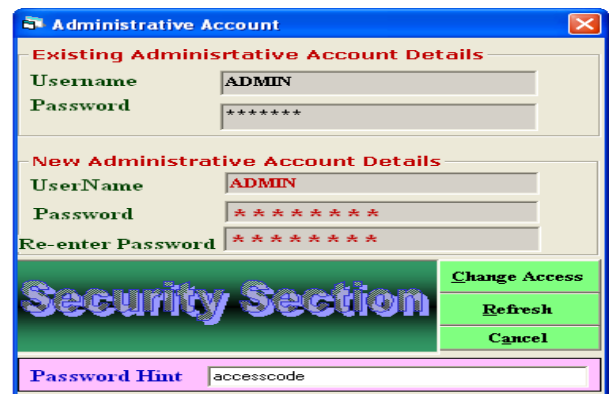 Administrative Account
Existing Adminisrtative Account Details
Username ADMIN
Password *******
New Administrative Account Details
UserName ADMIN
Password ********
Re-enter Password ********
Security Section
Change Access
Refresh
Cancel
Password Hint accesscode